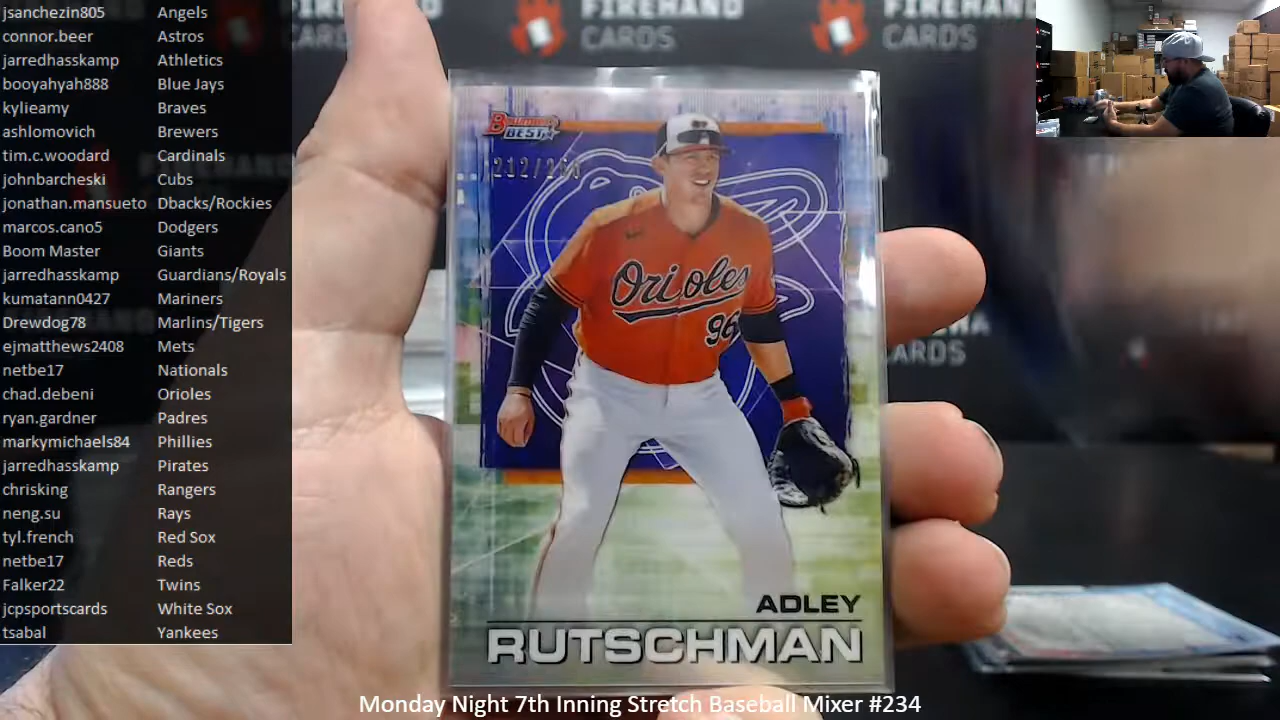 jsanchezin805 Angels
connor.beer Astros
jarredhasskamp Athletics
booyahyah888 Blue Jays
kylieamy Braves
ashlomovich Brewers
tim.c.woodard Cardinals
johnbarcheski Cubs
jonathan.mansueto Dbacks/Rockies
marcos.cano5 Dodgers
Boom Master Giants
jarredhasskamp Guardians/Royals
kumatann0427 Mariners
Drewdog78 Marlins/Tigers
ejmatthews2408 Mets
netbe17 Nationals
chad.debeni Orioles
ryan.gardner Padres
markymichaels84 Phillies
jarredhasskamp Pirates
chrisking Rangers
neng.su Rays
tyl.french Red Sox
netbe17 Reds
Falker22 Twins
jcpsportscards White Sox
tsabal Yankees
FIREHAND
CARDS
FIREHAND
CARDS
CARDS
BOWMAN'S
BEST
Orioles
96
ADLEY
RUTSCHMAN
Monday Night 7th Inning Stretch Baseball Mixer #234